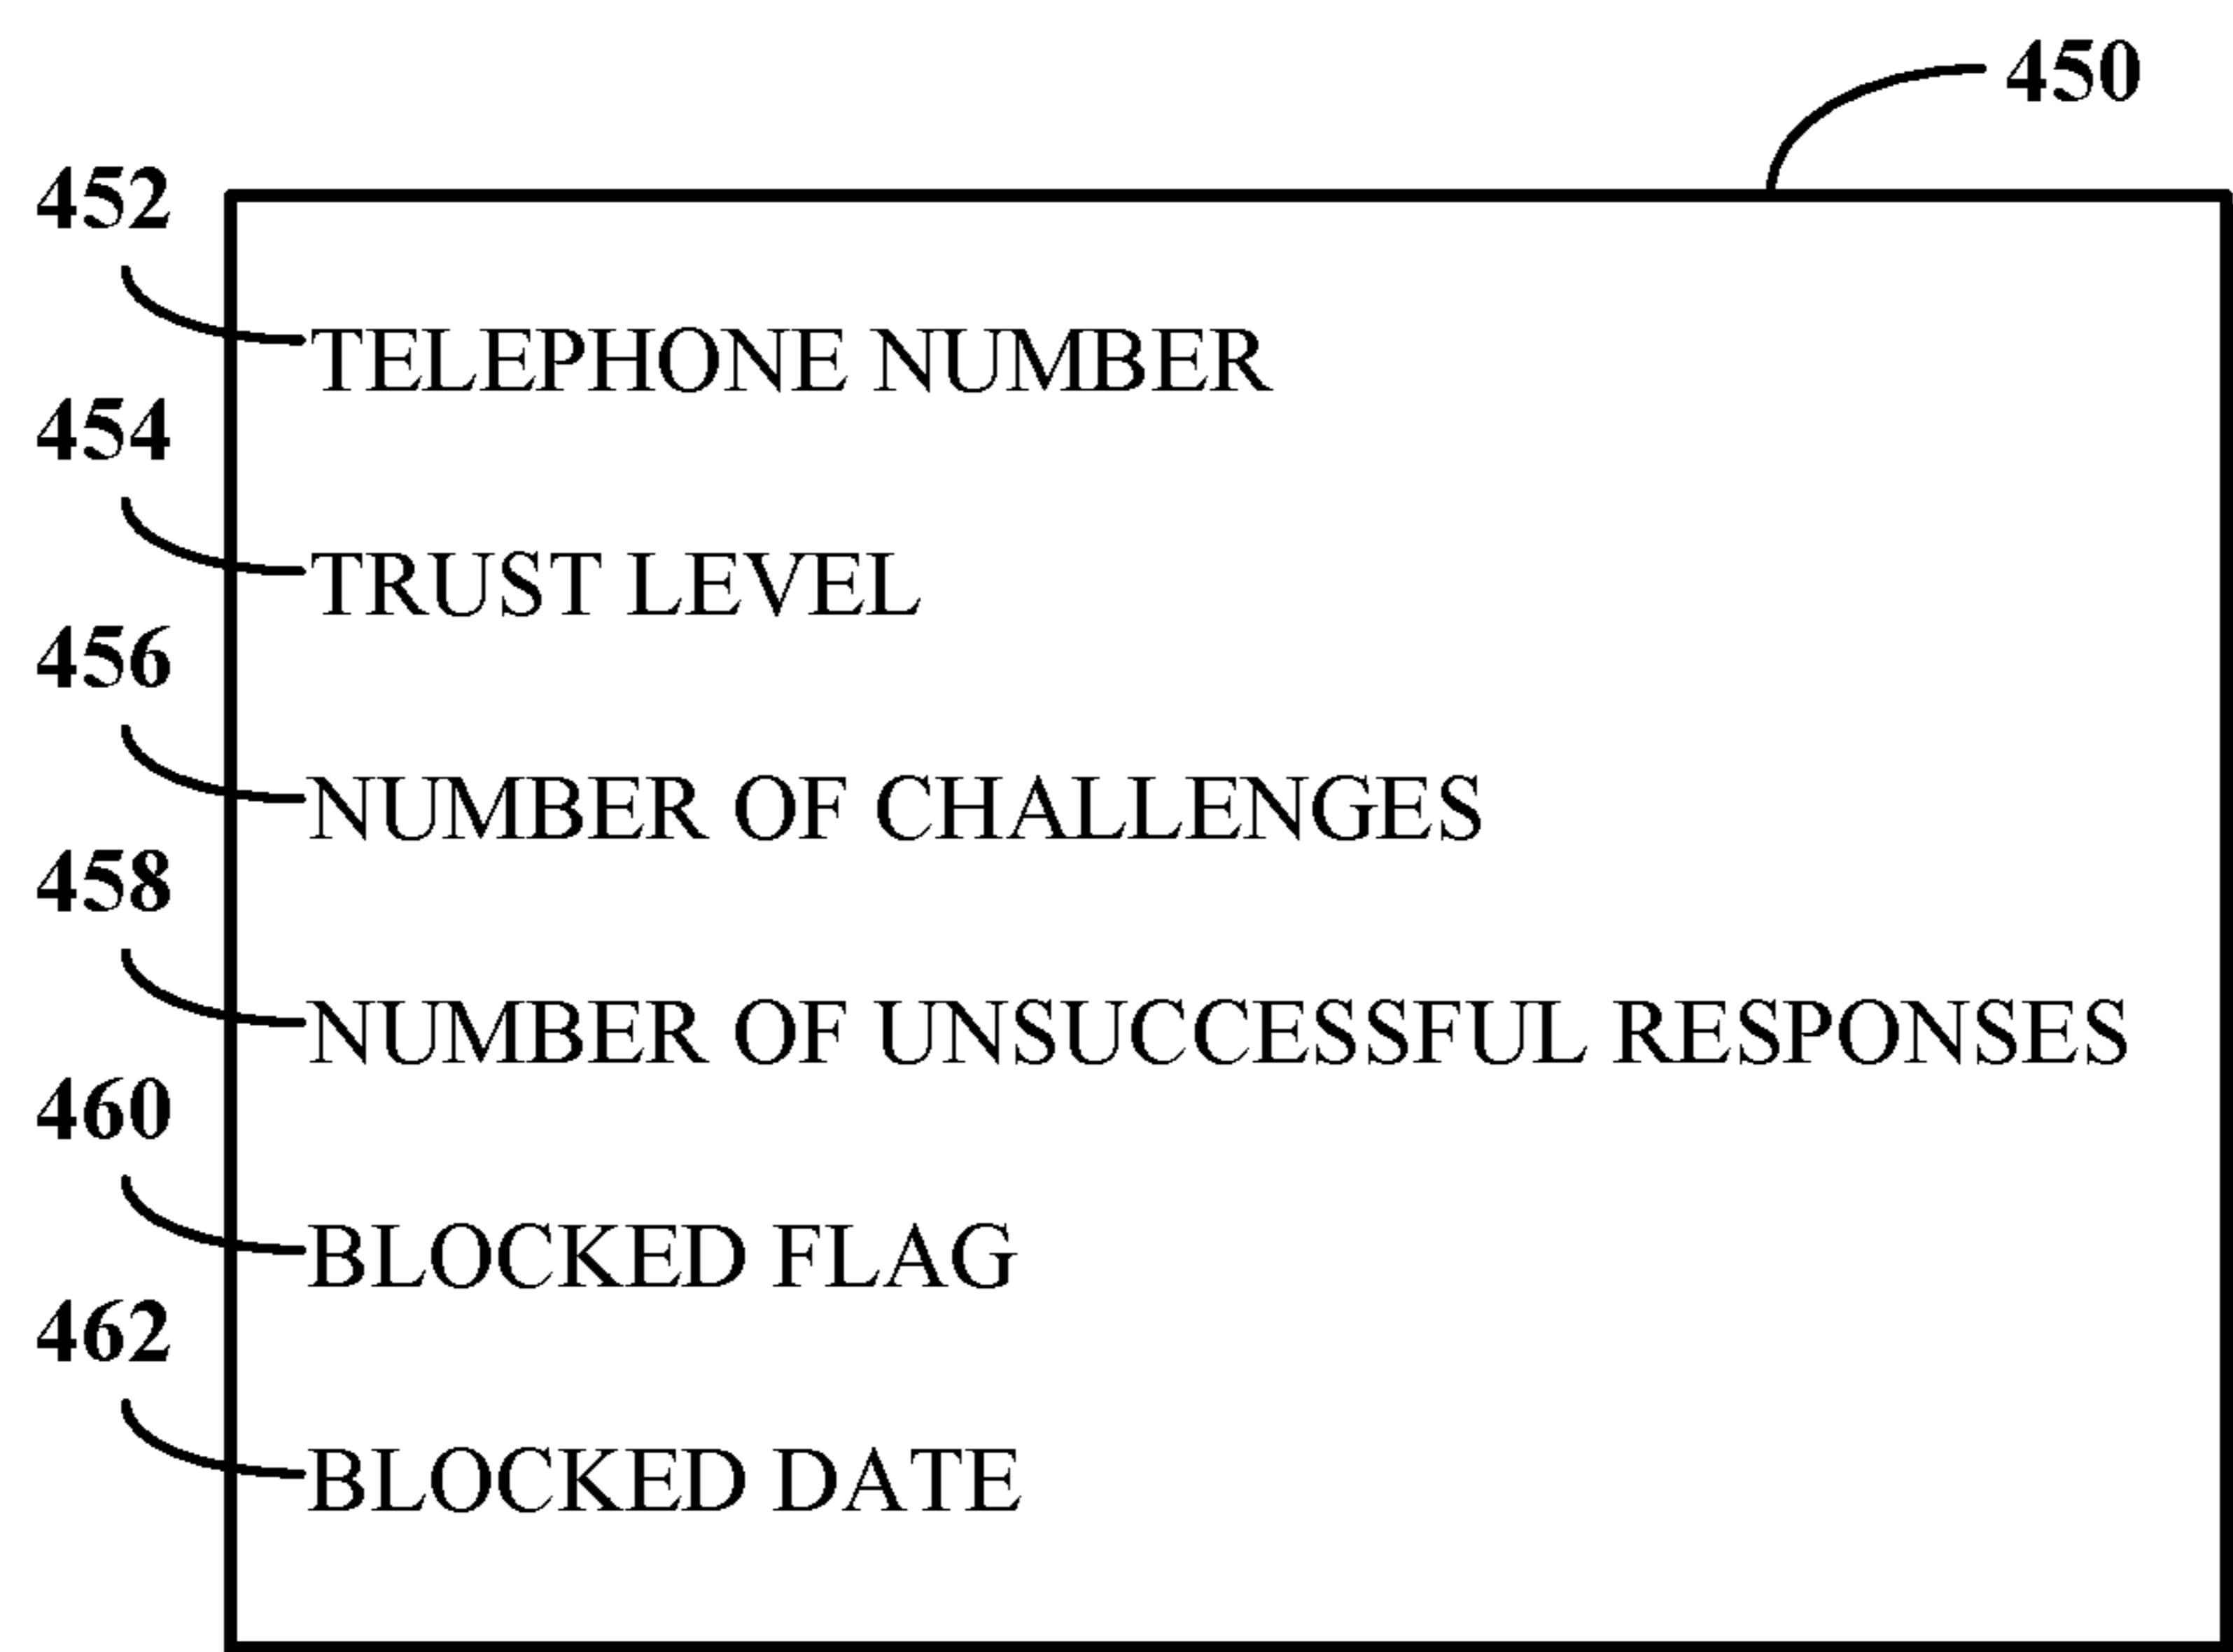 450
452
TELEPHONE NUMBER
454
TRUST LEVEL
456
NUMBER OF CHALLENGES
458
NUMBER OF UNSUCCESSFUL RESPONSES
460
BLOCKED FLAG
462
BLOCKED DATE